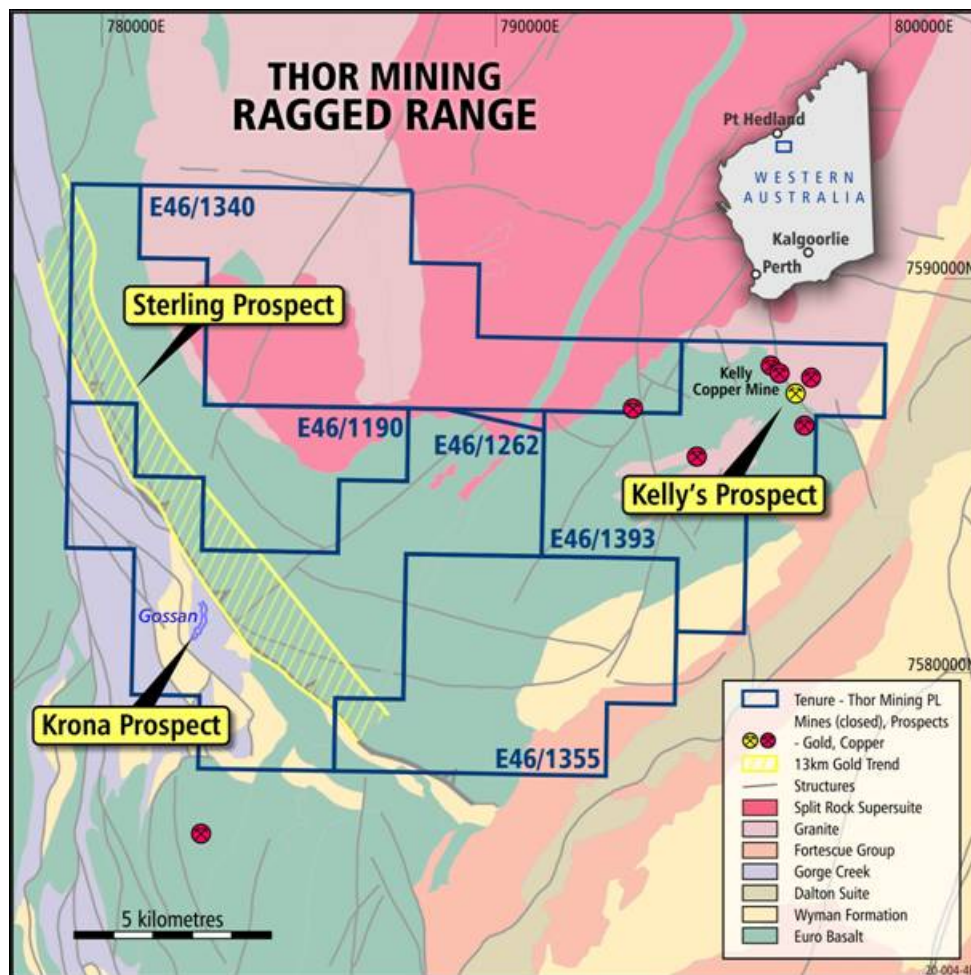 780000E
790000E
800000E
THOR MINING
RAGGED RANGE
Pt Hedland
WESTERN
AUSTRALIA
Kalgoorlie
Perth
7590000N
E46/1340
Sterling Prospect
Kelly
Copper Mine
E46/1190
E46/1262
Kelly's Prospect
E46/1393
Gossan
7580000N
Krona Prospect
E46/1355
Tenure - Thor Mining PL
Mines (closed), Prospects
- Gold, Copper
13km Gold Trend
Structures
Split Rock Supersuite
Granite
Fortescue Group
Gorge Creek
Dalton Suite
Wyman Formation
Euro Basalt
5 kilometres